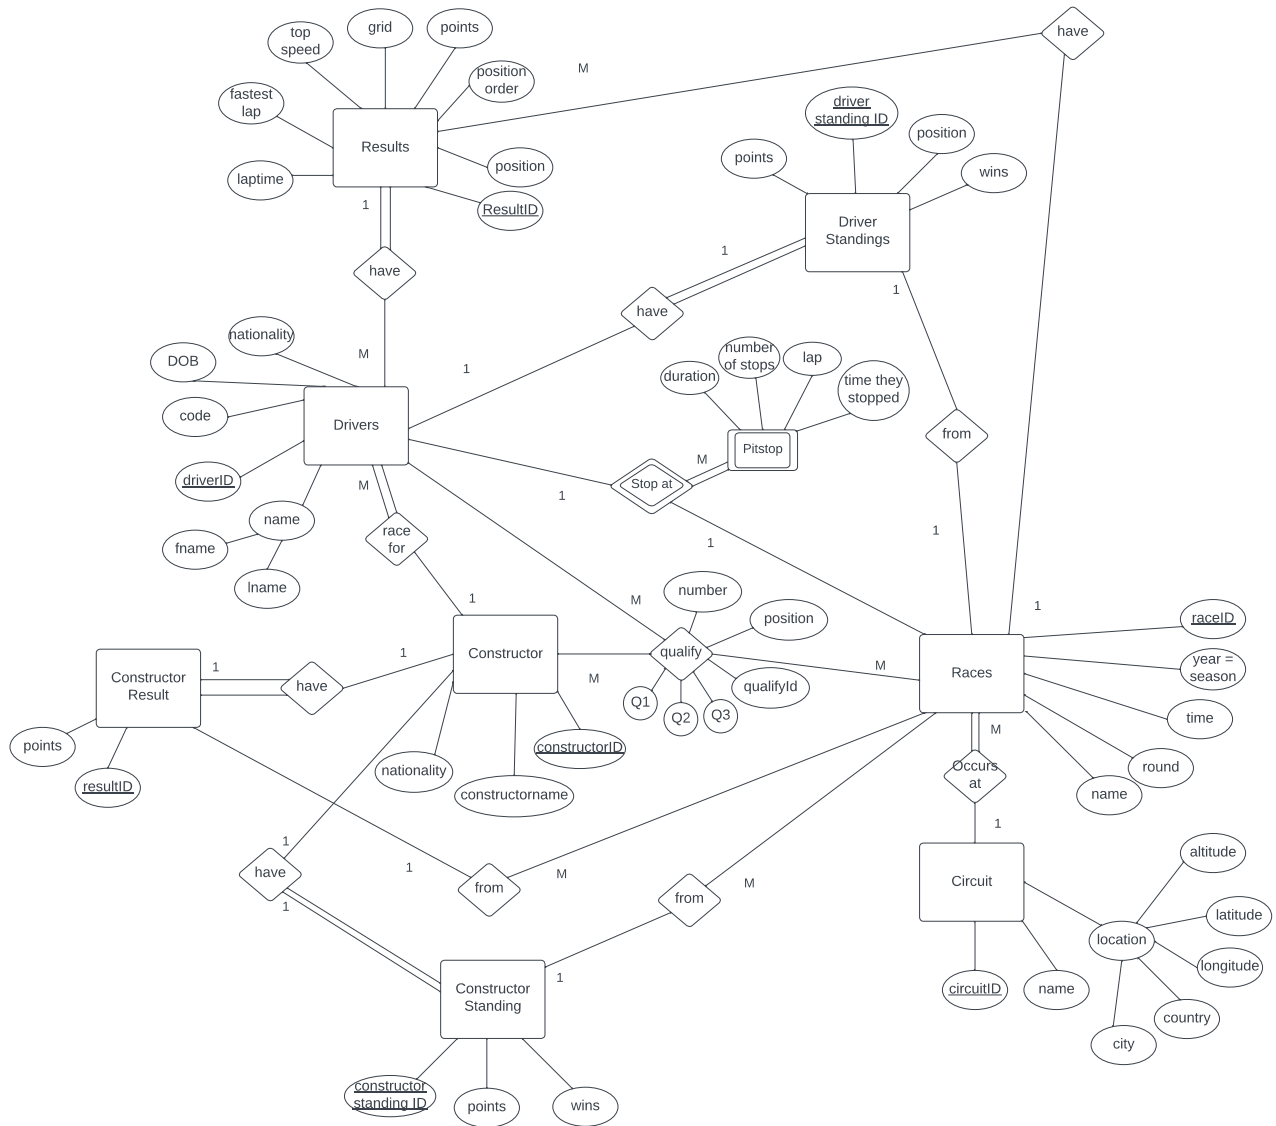 top
speed
grid
points
have
M
position
order
fastest
lap
driver
standing ID
position
Results
points
position
wins
laptime
ResultID
1
Driver
Standings
1
have
1
have
nationality
M
1
number
of stops
lap
DOB
duration
time they
stopped
code
Drivers
from
Pitstop
M
driverID
M
Stop at
1
name
race
for
1
1
fname
lname
number
1
M
1
position
raceID
Constructor
Result
1
have
1
Constructor
qualify
M
M
Races
year =
season
qualifyId
Q1
Q2
Q3
time
M
points
constructorID
nationality
Occurs
at
round
resultID
constructorname
name
1
1
altitude
have
1
from
M
from
M
Circuit
1
latitude
location
longitude
1
circuitID
name
Constructor
Standing
country
city
constructor
standing ID
points
wins